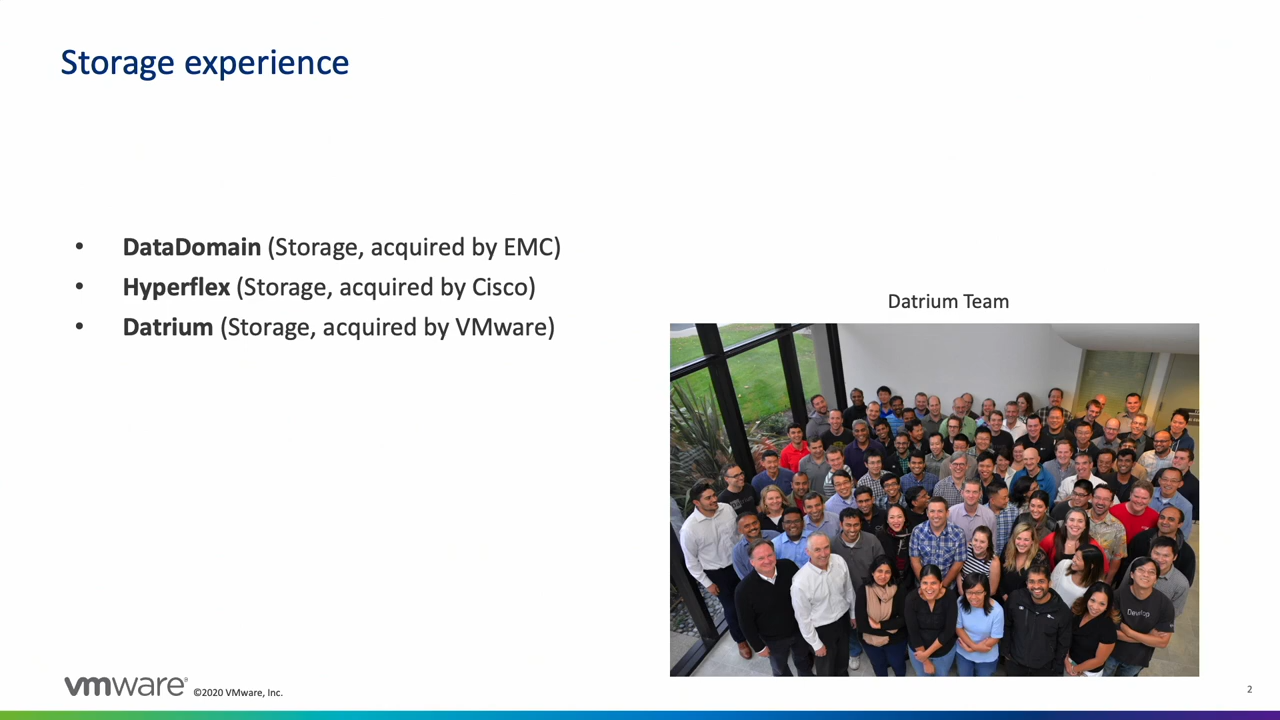 Storage experience
• DataDomain (Storage, acquired by EMC)
• Hyperflex (Storage, acquired by Cisco)
• Datrium (Storage, acquired by VMware)
Datrium Team
Develop
vmware®
©2020 VMware, Inc.
2